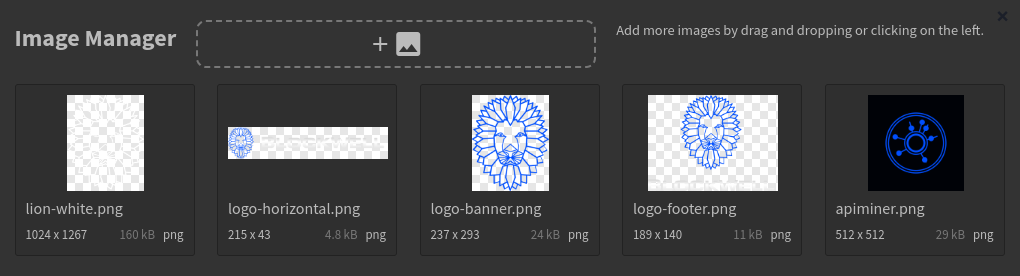 Image Manager
+
Add more images by drag and dropping or clicking on the left.
×
lion-white.png
1024 x 1267 160 kB png
logo-horizontal.png
215 x 43 4.8 kB png
logo-banner.png
237 x 293 24 kB png
logo-footer.png
189 x 140 11 kB png
apiminer.png
512 x 512 29 kB png